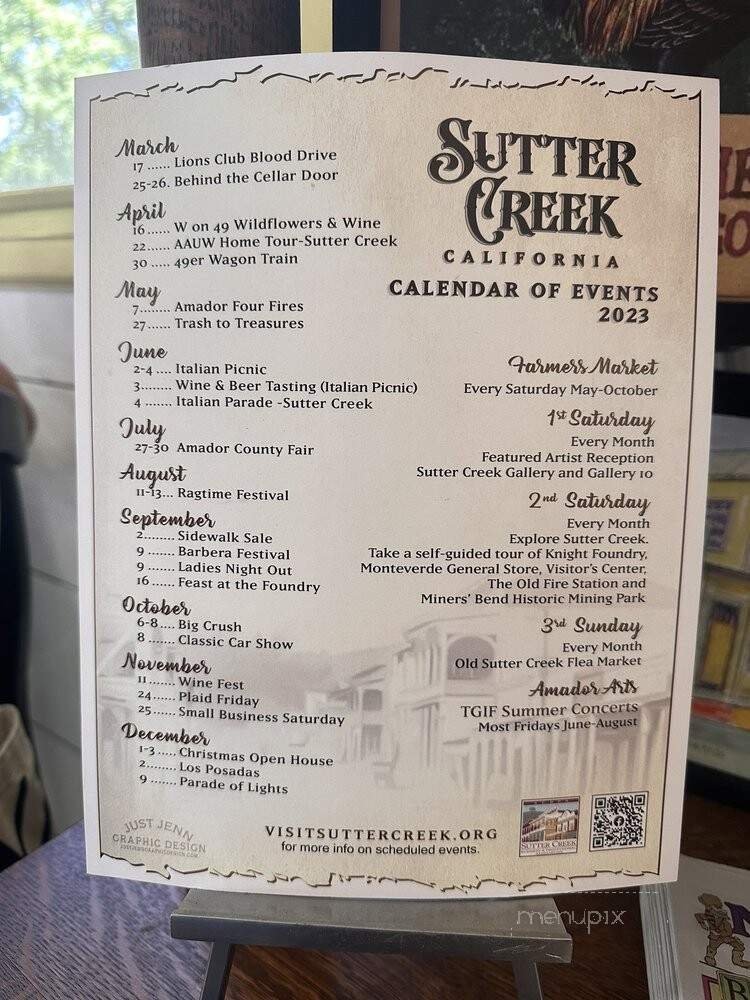 March
17 ...... Lions Club Blood Drive
25-26. Behind the Cellar Door
April
16 ...... W on 49 Wildflowers & Wine
22...... AAUW Home Tour-Sutter Creek
30 ..... 49er Wagon Train
May
7........ Amador Four Fires
27....... Trash to Treasures
June
2-4 .... Italian Picnic
3........ Wine & Beer Tasting (Italian Picnic)
4 ....... Italian Parade -Sutter Creek
July
27-30 Amador County Fair
August
11-13... Ragtime Festival
September
2........ Sidewalk Sale
9 ....... Barbera Festival
9 ....... Ladies Night Out
16 ...... Feast at the Foundry
October
6-8 .... Big Crush
8 ....... Classic Car Show
November
11 ....... Wine Fest
24...... Plaid Friday
25...... Small Business Saturday
December
1-3 ..... Christmas Open House
2........ Los Posadas
9 ....... Parade of Lights
SUTTER
CREEK
CALIFORNIA
CALENDAR OF EVENTS
2023
Farmers Market
Every Saturday May-October
1st Saturday
Every Month
Featured Artist Reception
Sutter Creek Gallery and Gallery 10
2nd Saturday
Every Month
Explore Sutter Creek.
Take a self-guided tour of Knight Foundry,
Monteverde General Store, Visitor's Center,
The Old Fire Station and
Miners' Bend Historic Mining Park
3rd Sunday
Every Month
Old Sutter Creek Flea Market
Amador Arts
TGIF Summer Concerts
Most Fridays June-August
JUST JENN
GRAPHIC DESIGN
JUSTJENNGRAPHICDESIGN.COM
VISITSUTTERCREEK.ORG
for more info on scheduled events.
SUTTER CREEK
menupix